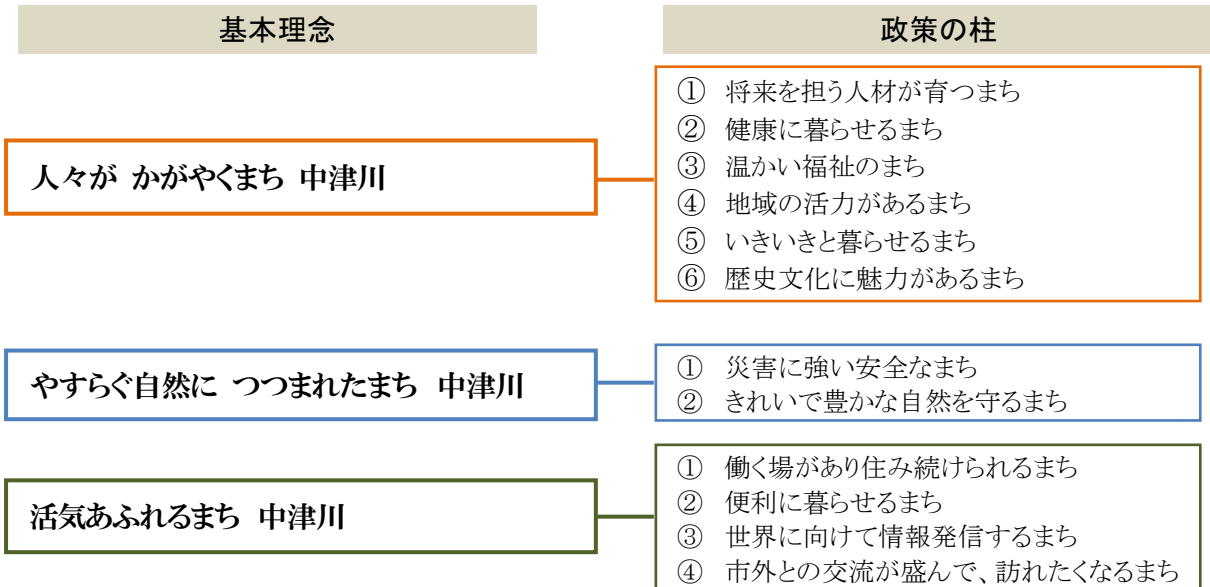 基本理念
政策の柱
人々が かがやくまち 中津川
① 将来を担う人材が育つまち
② 健康に暮らせるまち
③ 温かい福祉のまち
④ 地域の活力があるまち
⑤ いきいきと暮らせるまち
⑥ 歴史文化に魅力があるまち
やすらぐ自然に つつまれたまち 中津川
① 災害に強い安全なまち
② きれいで豊かな自然を守るまち
活気あふれるまち 中津川
① 働く場があり住み続けられるまち
② 便利に暮らせるまち
③ 世界に向けて情報発信するまち
④ 市外との交流が盛んで、訪れたくなるまち